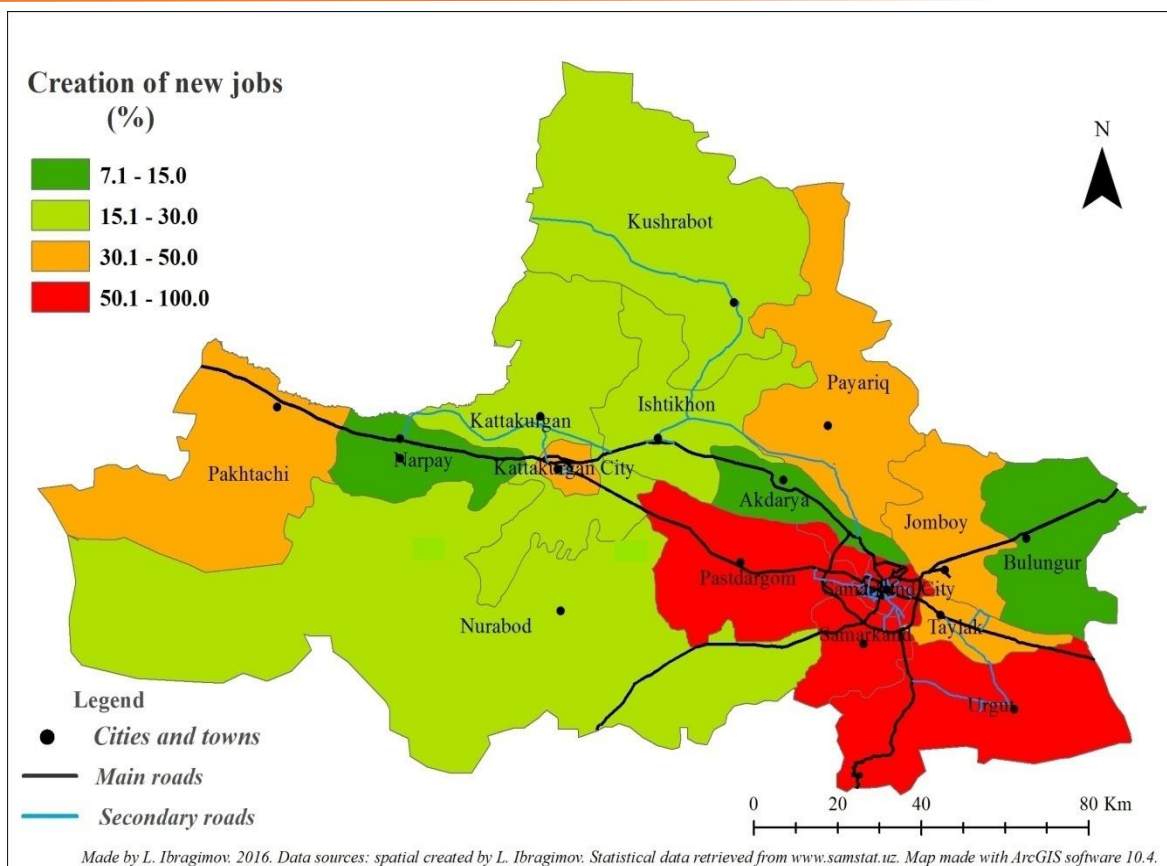 Creation of new jobs
(%)
7.1 - 15.0
15.1 - 30.0
30.1 - 50.0
50.1 - 100.0
N
Kushrabot
Payariq
Ishtikhon
Kattakurgan
Narpay
Kattakurgan City
Pakhtachi
Akdarya
Jomboy
Bulungur
Pastdargom
Samarkand City
Nurabod
Samarkand
Taylak
Urgut
Legend
Cities and towns
Main roads
Secondary roads
0 20 40 80 Km
Made by L. Ibragimov. 2016. Data sources: spatial created by L. Ibragimov. Statistical data retrieved from www.samstat.uz. Map made with ArcGIS software 10.4.